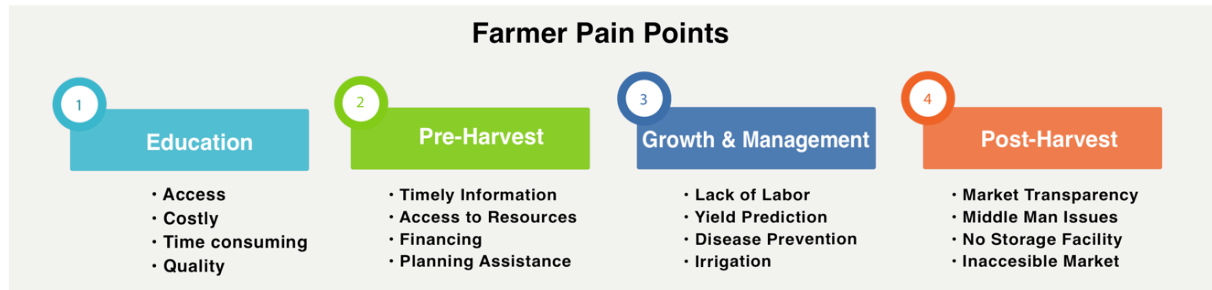 Farmer Pain Points
1
Education
· Access
· Costly
· Time consuming
· Quality
2
Pre-Harvest
· Timely Information
· Access to Resources
· Financing
· Planning Assistance
3
Growth & Management
· Lack of Labor
· Yield Prediction
· Disease Prevention
· Irrigation
4
Post-Harvest
· Market Transparency
· Middle Man Issues
· No Storage Facility
· Inaccesible Market